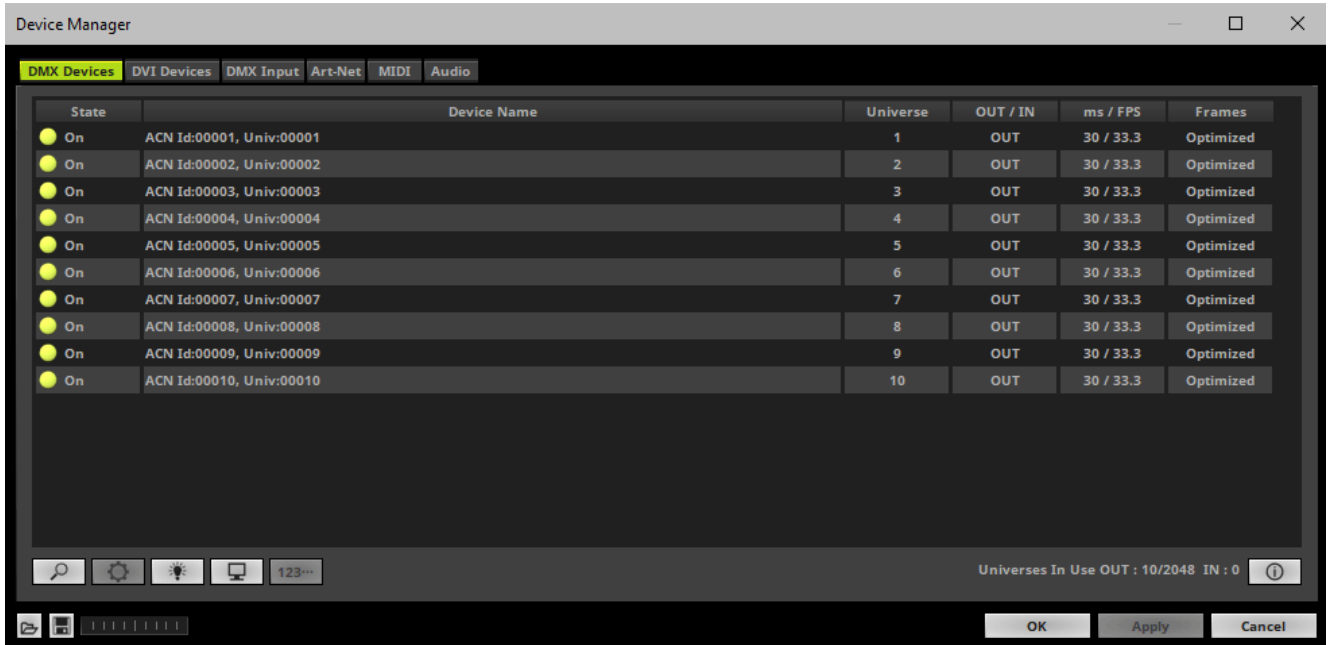 Device Manager
DMX Devices DVI Devices DMX Input Art-Net MIDI Audio
State Device Name Universe OUT / IN ms / FPS Frames
On ACN Id:00001, Univ:00001 1 OUT 30 / 33.3 Optimized
On ACN Id:00002, Univ:00002 2 OUT 30 / 33.3 Optimized
On ACN Id:00003, Univ:00003 3 OUT 30 / 33.3 Optimized
On ACN Id:00004, Univ:00004 4 OUT 30 / 33.3 Optimized
On ACN Id:00005, Univ:00005 5 OUT 30 / 33.3 Optimized
On ACN Id:00006, Univ:00006 6 OUT 30 / 33.3 Optimized
On ACN Id:00007, Univ:00007 7 OUT 30 / 33.3 Optimized
On ACN Id:00008, Univ:00008 8 OUT 30 / 33.3 Optimized
On ACN Id:00009, Univ:00009 9 OUT 30 / 33.3 Optimized
On ACN Id:00010, Univ:00010 10 OUT 30 / 33.3 Optimized
123··· Universes In Use OUT : 10/2048 IN : 0
OK Apply Cancel